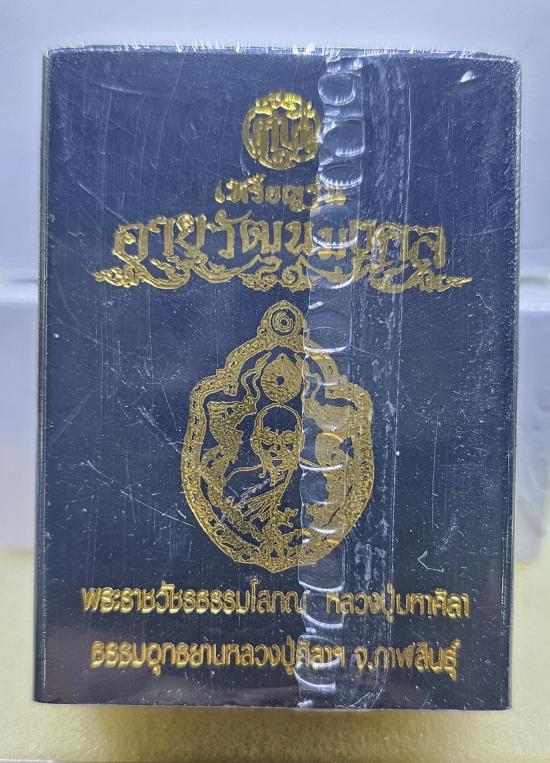 เหรียญรุ่น
อายุวัฒนมงคล
พระราชวัชรธรรมโสภณ หลวงปู่มหาศิลา
ธรรมอุทธยานหลวงปู่ศิลาฯ จ.กาฬสินธุ์